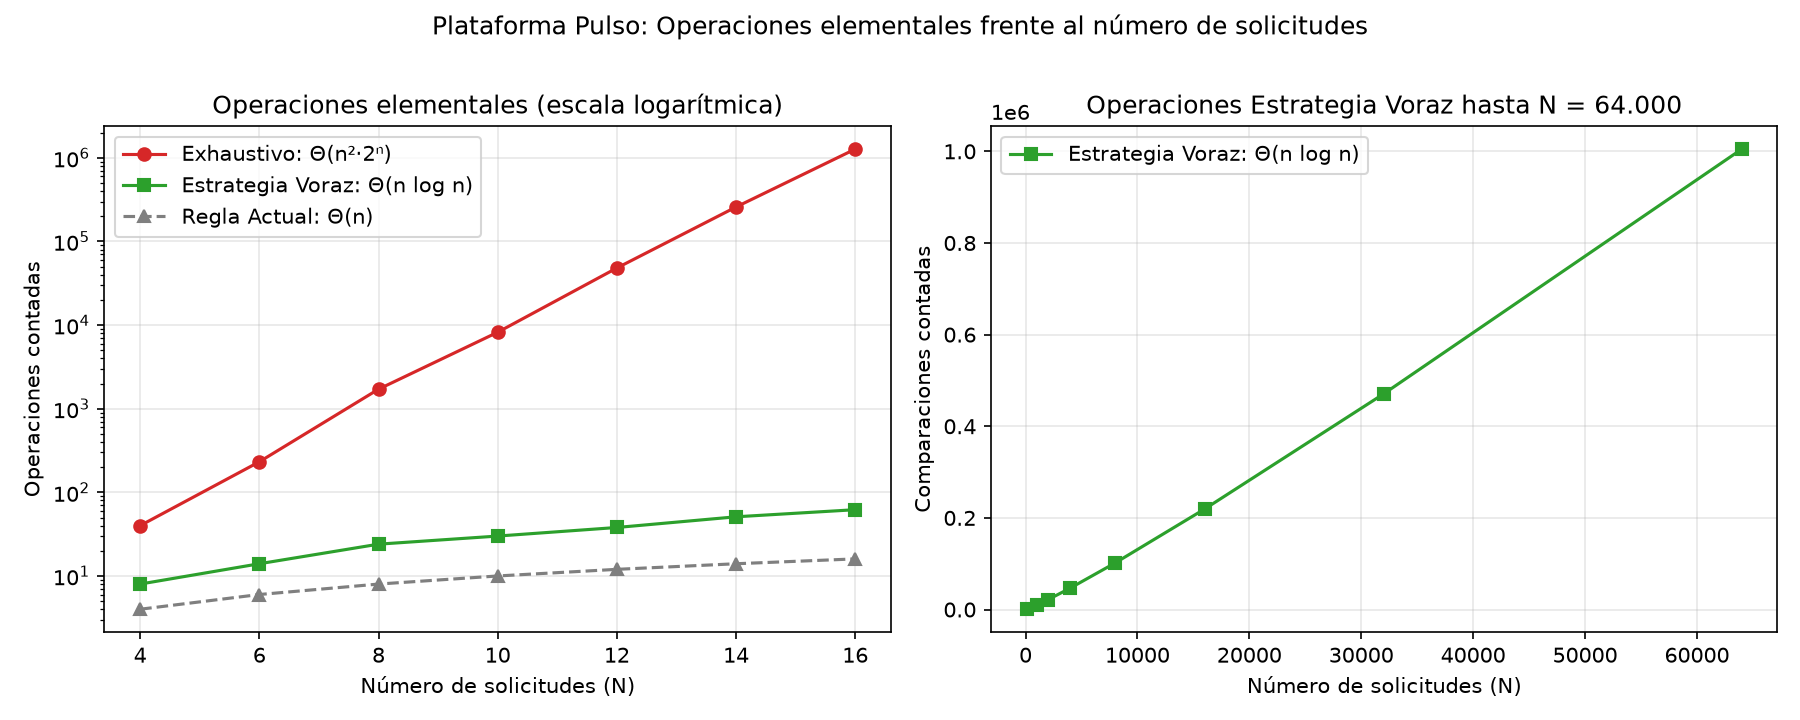 Plataforma Pulso: Operaciones elementales frente al número de solicitudes
Operaciones elementales (escala logarítmica)
Exhaustivo: Θ(n²·2ⁿ)
Estrategia Voraz: Θ(n log n)
Regla Actual: Θ(n)
Operaciones contadas
10⁶
10⁵
10⁴
10³
10²
10¹
4 6 8 10 12 14 16
Número de solicitudes (N)
Operaciones Estrategia Voraz hasta N = 64.000
1e6
Estrategia Voraz: Θ(n log n)
Comparaciones contadas
1.0
0.8
0.6
0.4
0.2
0.0
0 10000 20000 30000 40000 50000 60000
Número de solicitudes (N)